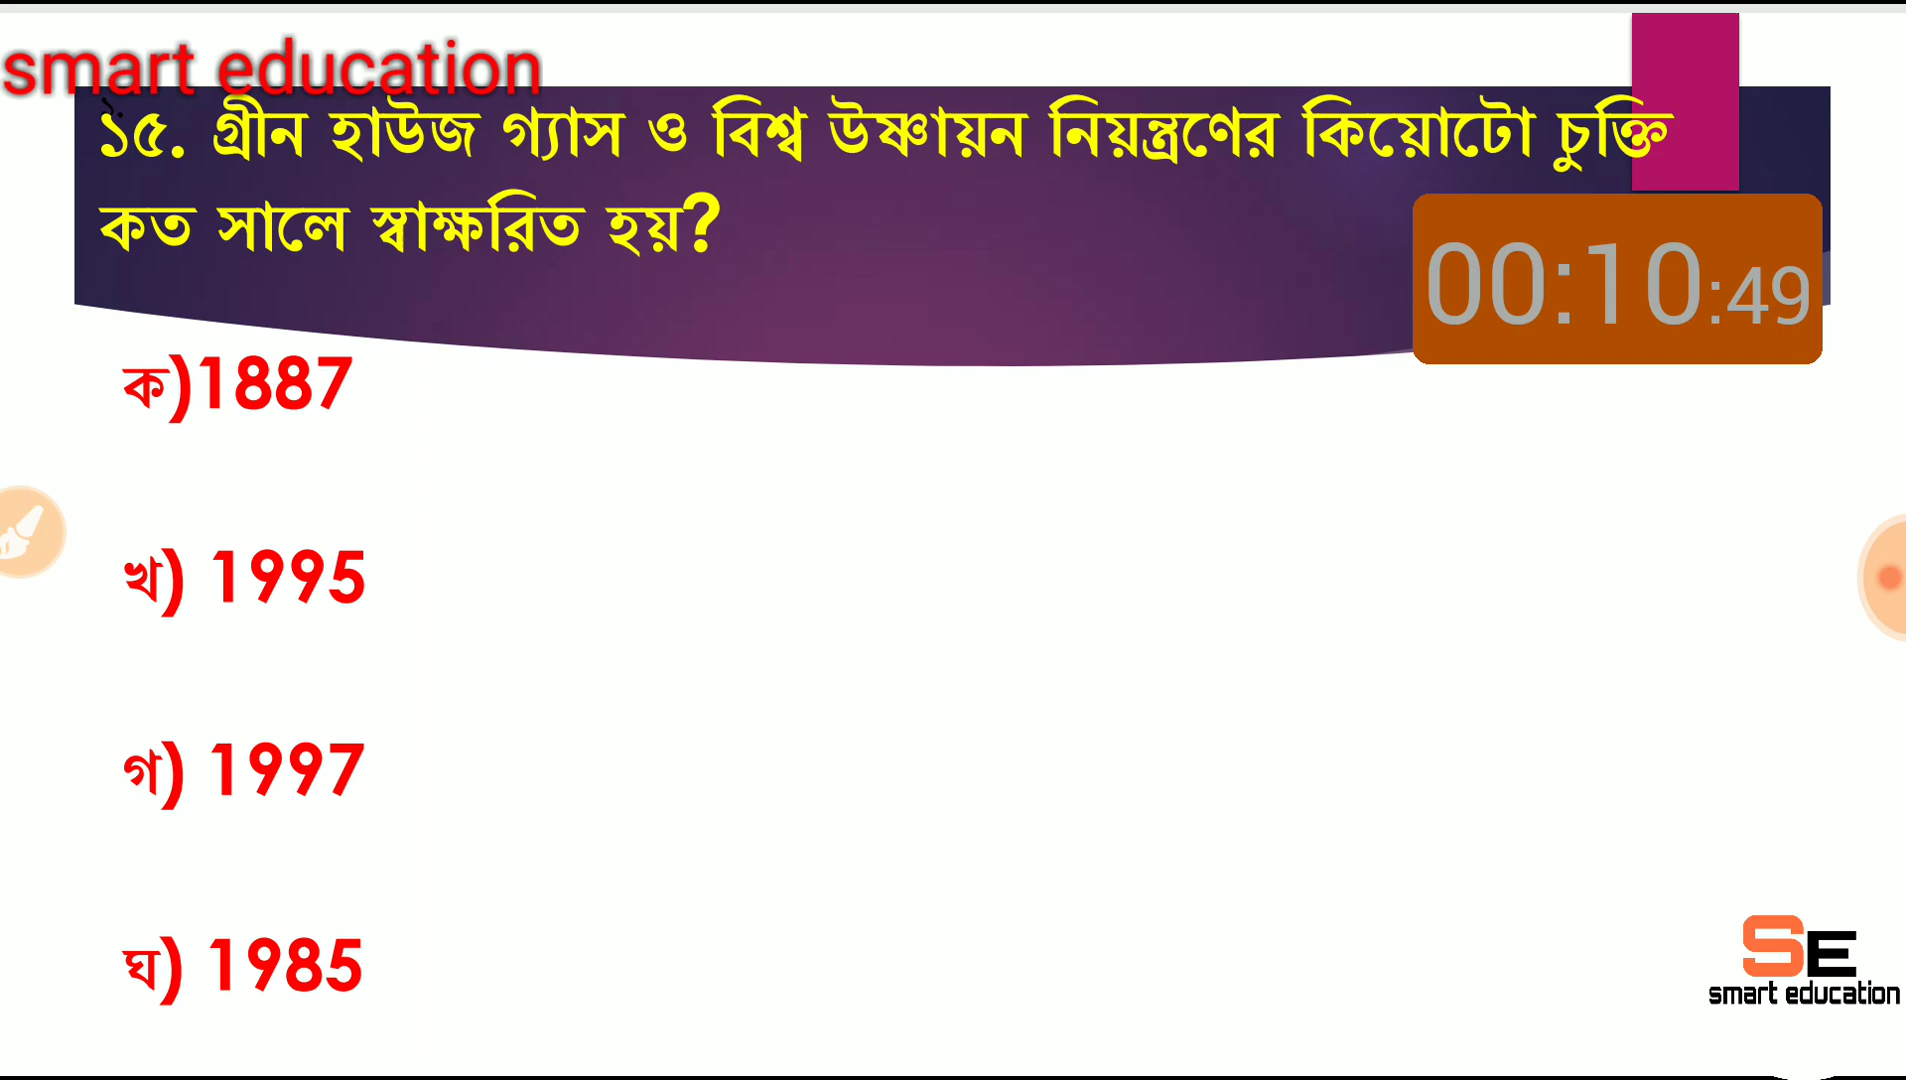 smart education
১৫. গ্রীন হাউজ গ্যাস ও বিশ্ব উষ্ণায়ন নিয়ন্ত্রণের কিয়োটো চুক্তি
কত সালে স্বাক্ষরিত হয়?
00:10:49
ক)1887
খ) 1995
গ) 1997
ঘ) 1985
SE
smart education